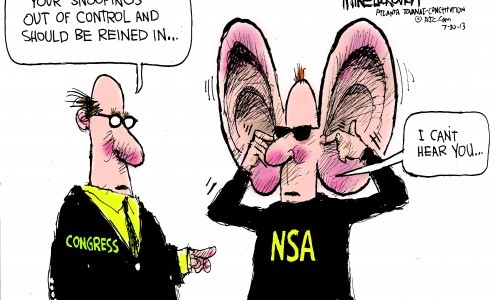 YOUR SNOOPING'S
OUT OF CONTROL AND
SHOULD BE REINED IN...
ATLANTA JOURNAL-CONSTITUTION
© AJC.COM
7-30-13
I CAN'T
HEAR YOU...
CONGRESS
NSA